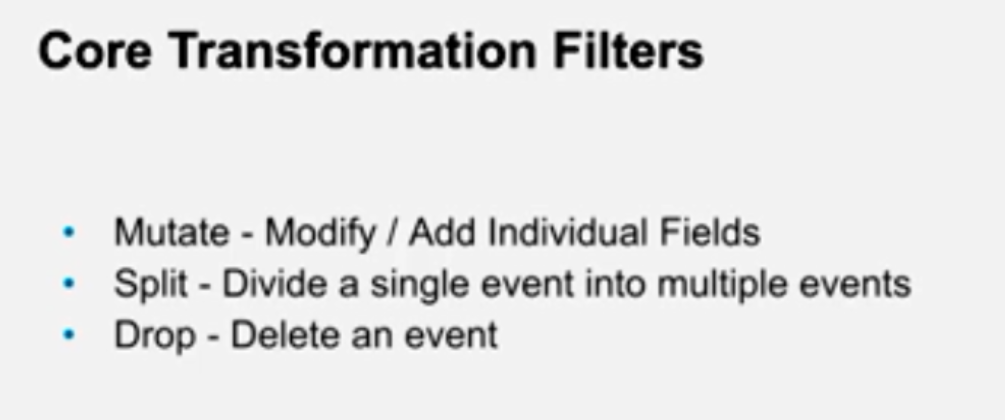 Core Transformation Filters
• Mutate - Modify / Add Individual Fields
• Split - Divide a single event into multiple events
• Drop - Delete an event